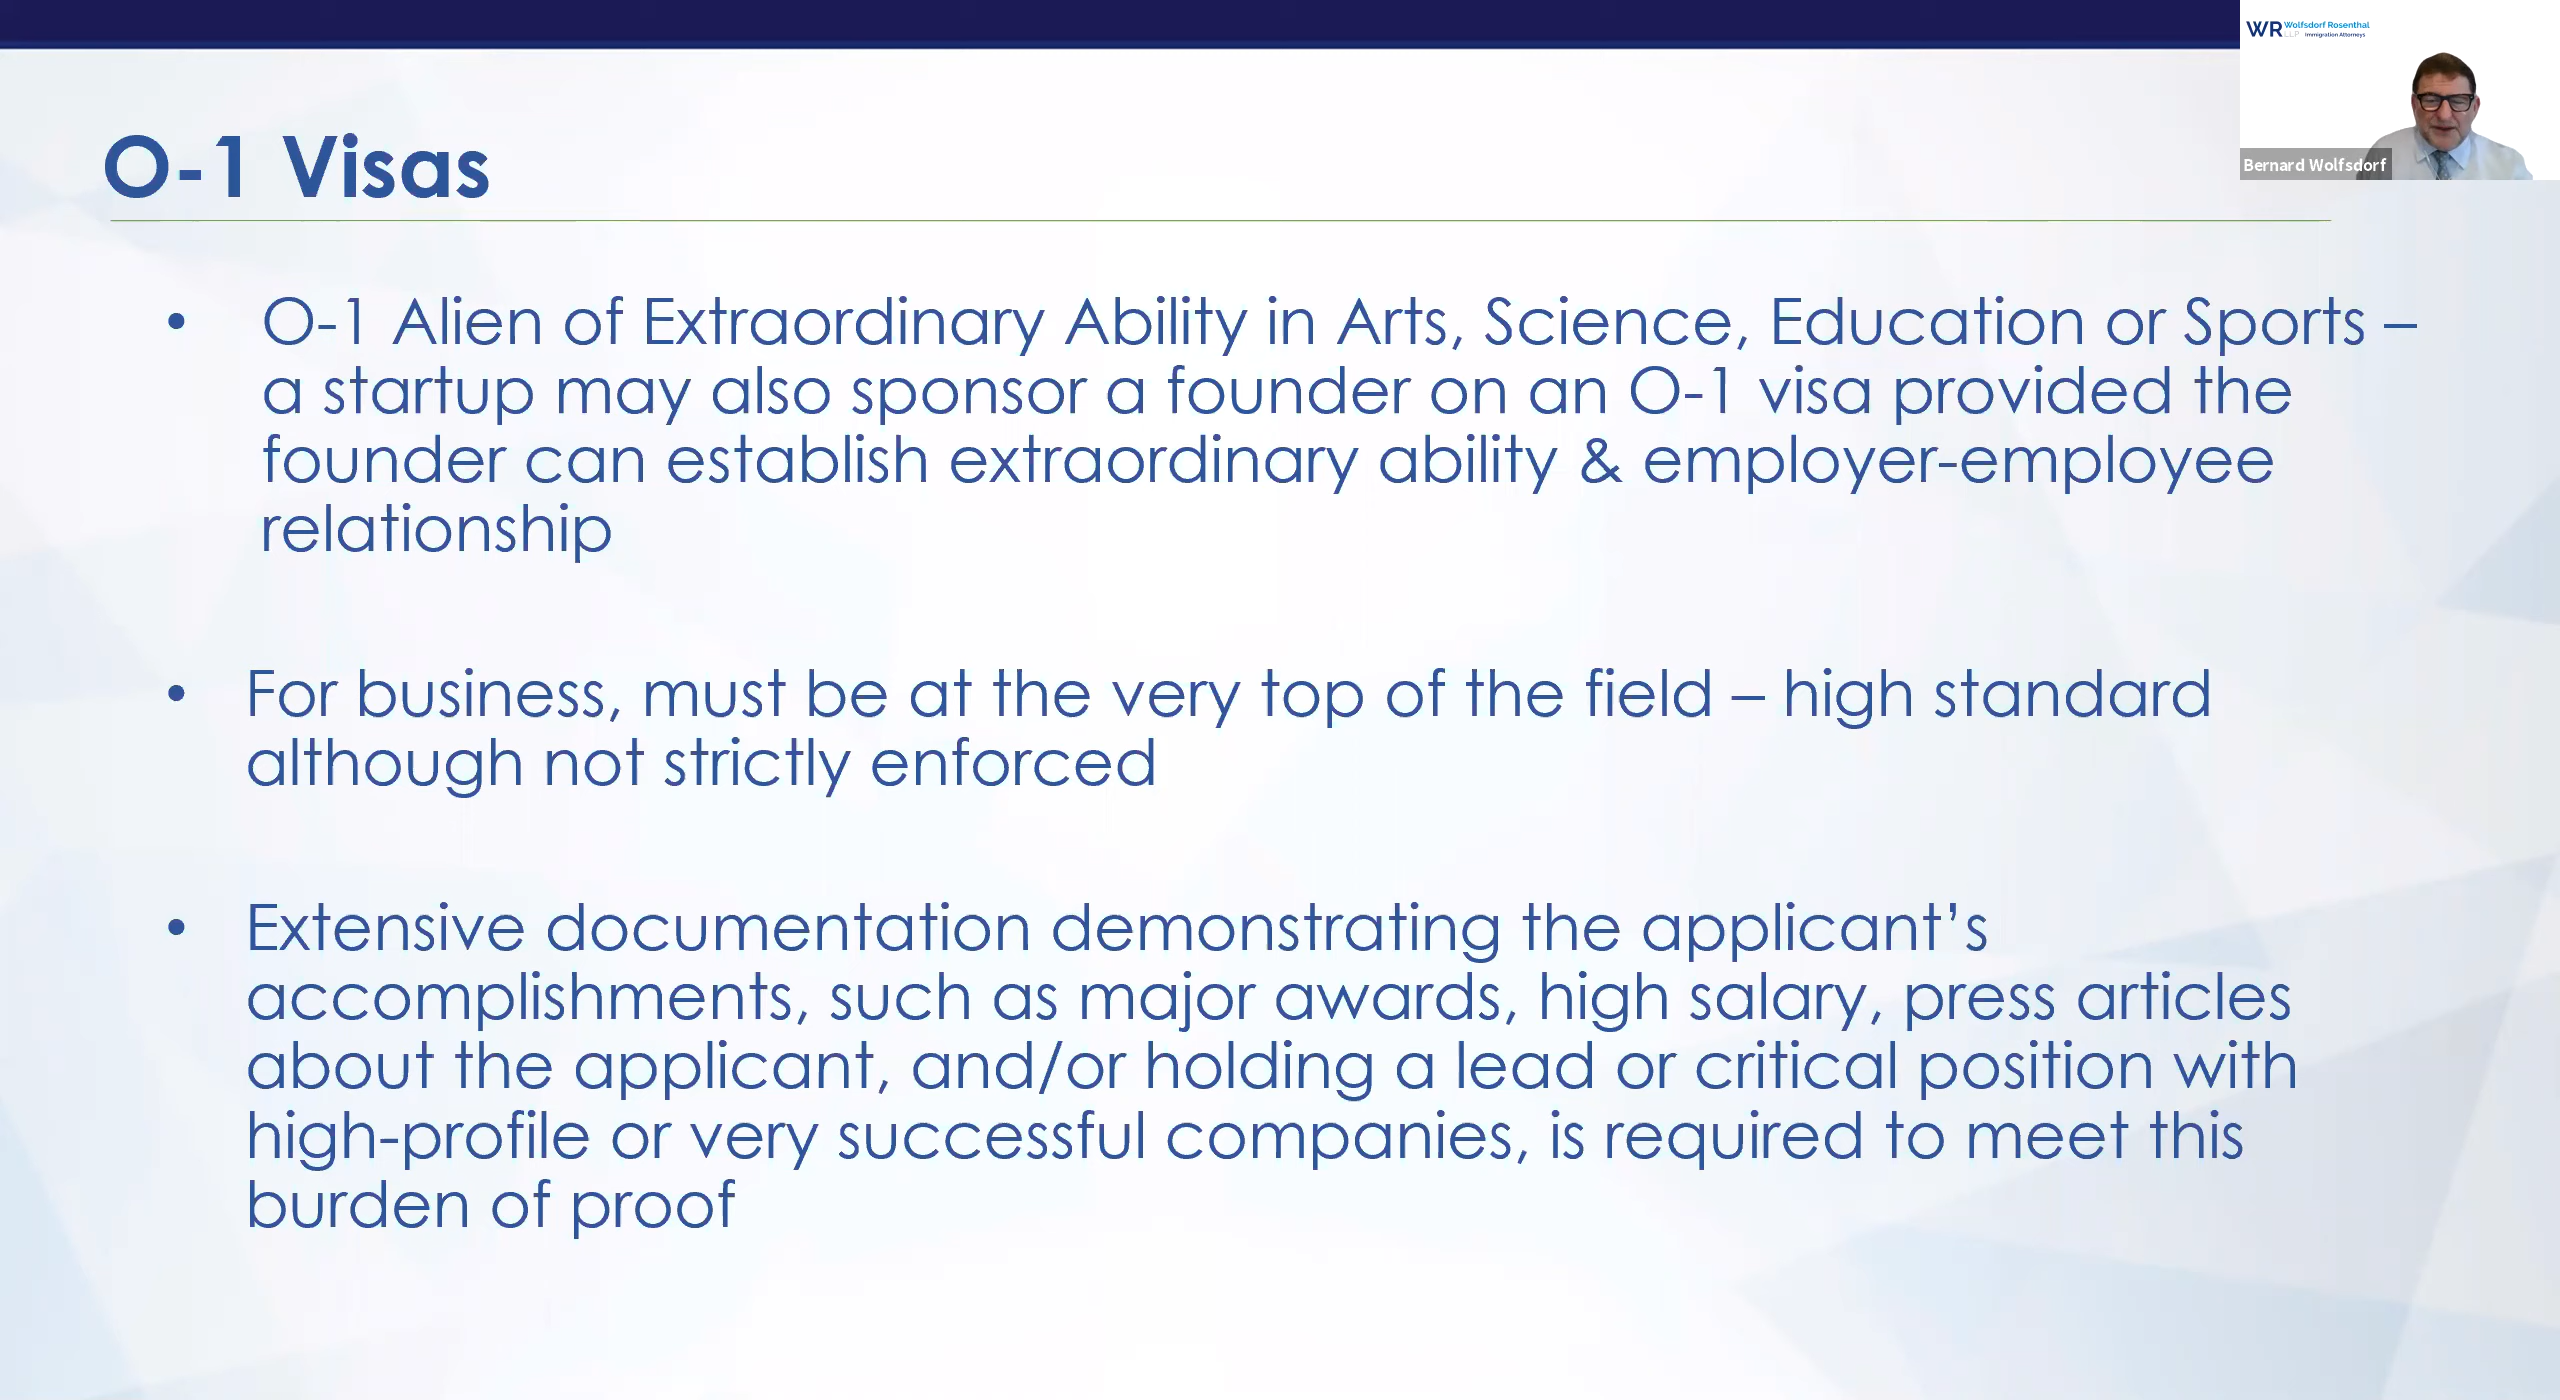 WR Wolfsdorf Rosenthal
LLP Immigration Attorneys
Bernard Wolfsdorf
O-1 Visas
• O-1 Alien of Extraordinary Ability in Arts, Science, Education or Sports –
a startup may also sponsor a founder on an O-1 visa provided the
founder can establish extraordinary ability & employer-employee
relationship
• For business, must be at the very top of the field – high standard
although not strictly enforced
• Extensive documentation demonstrating the applicant’s
accomplishments, such as major awards, high salary, press articles
about the applicant, and/or holding a lead or critical position with
high-profile or very successful companies, is required to meet this
burden of proof